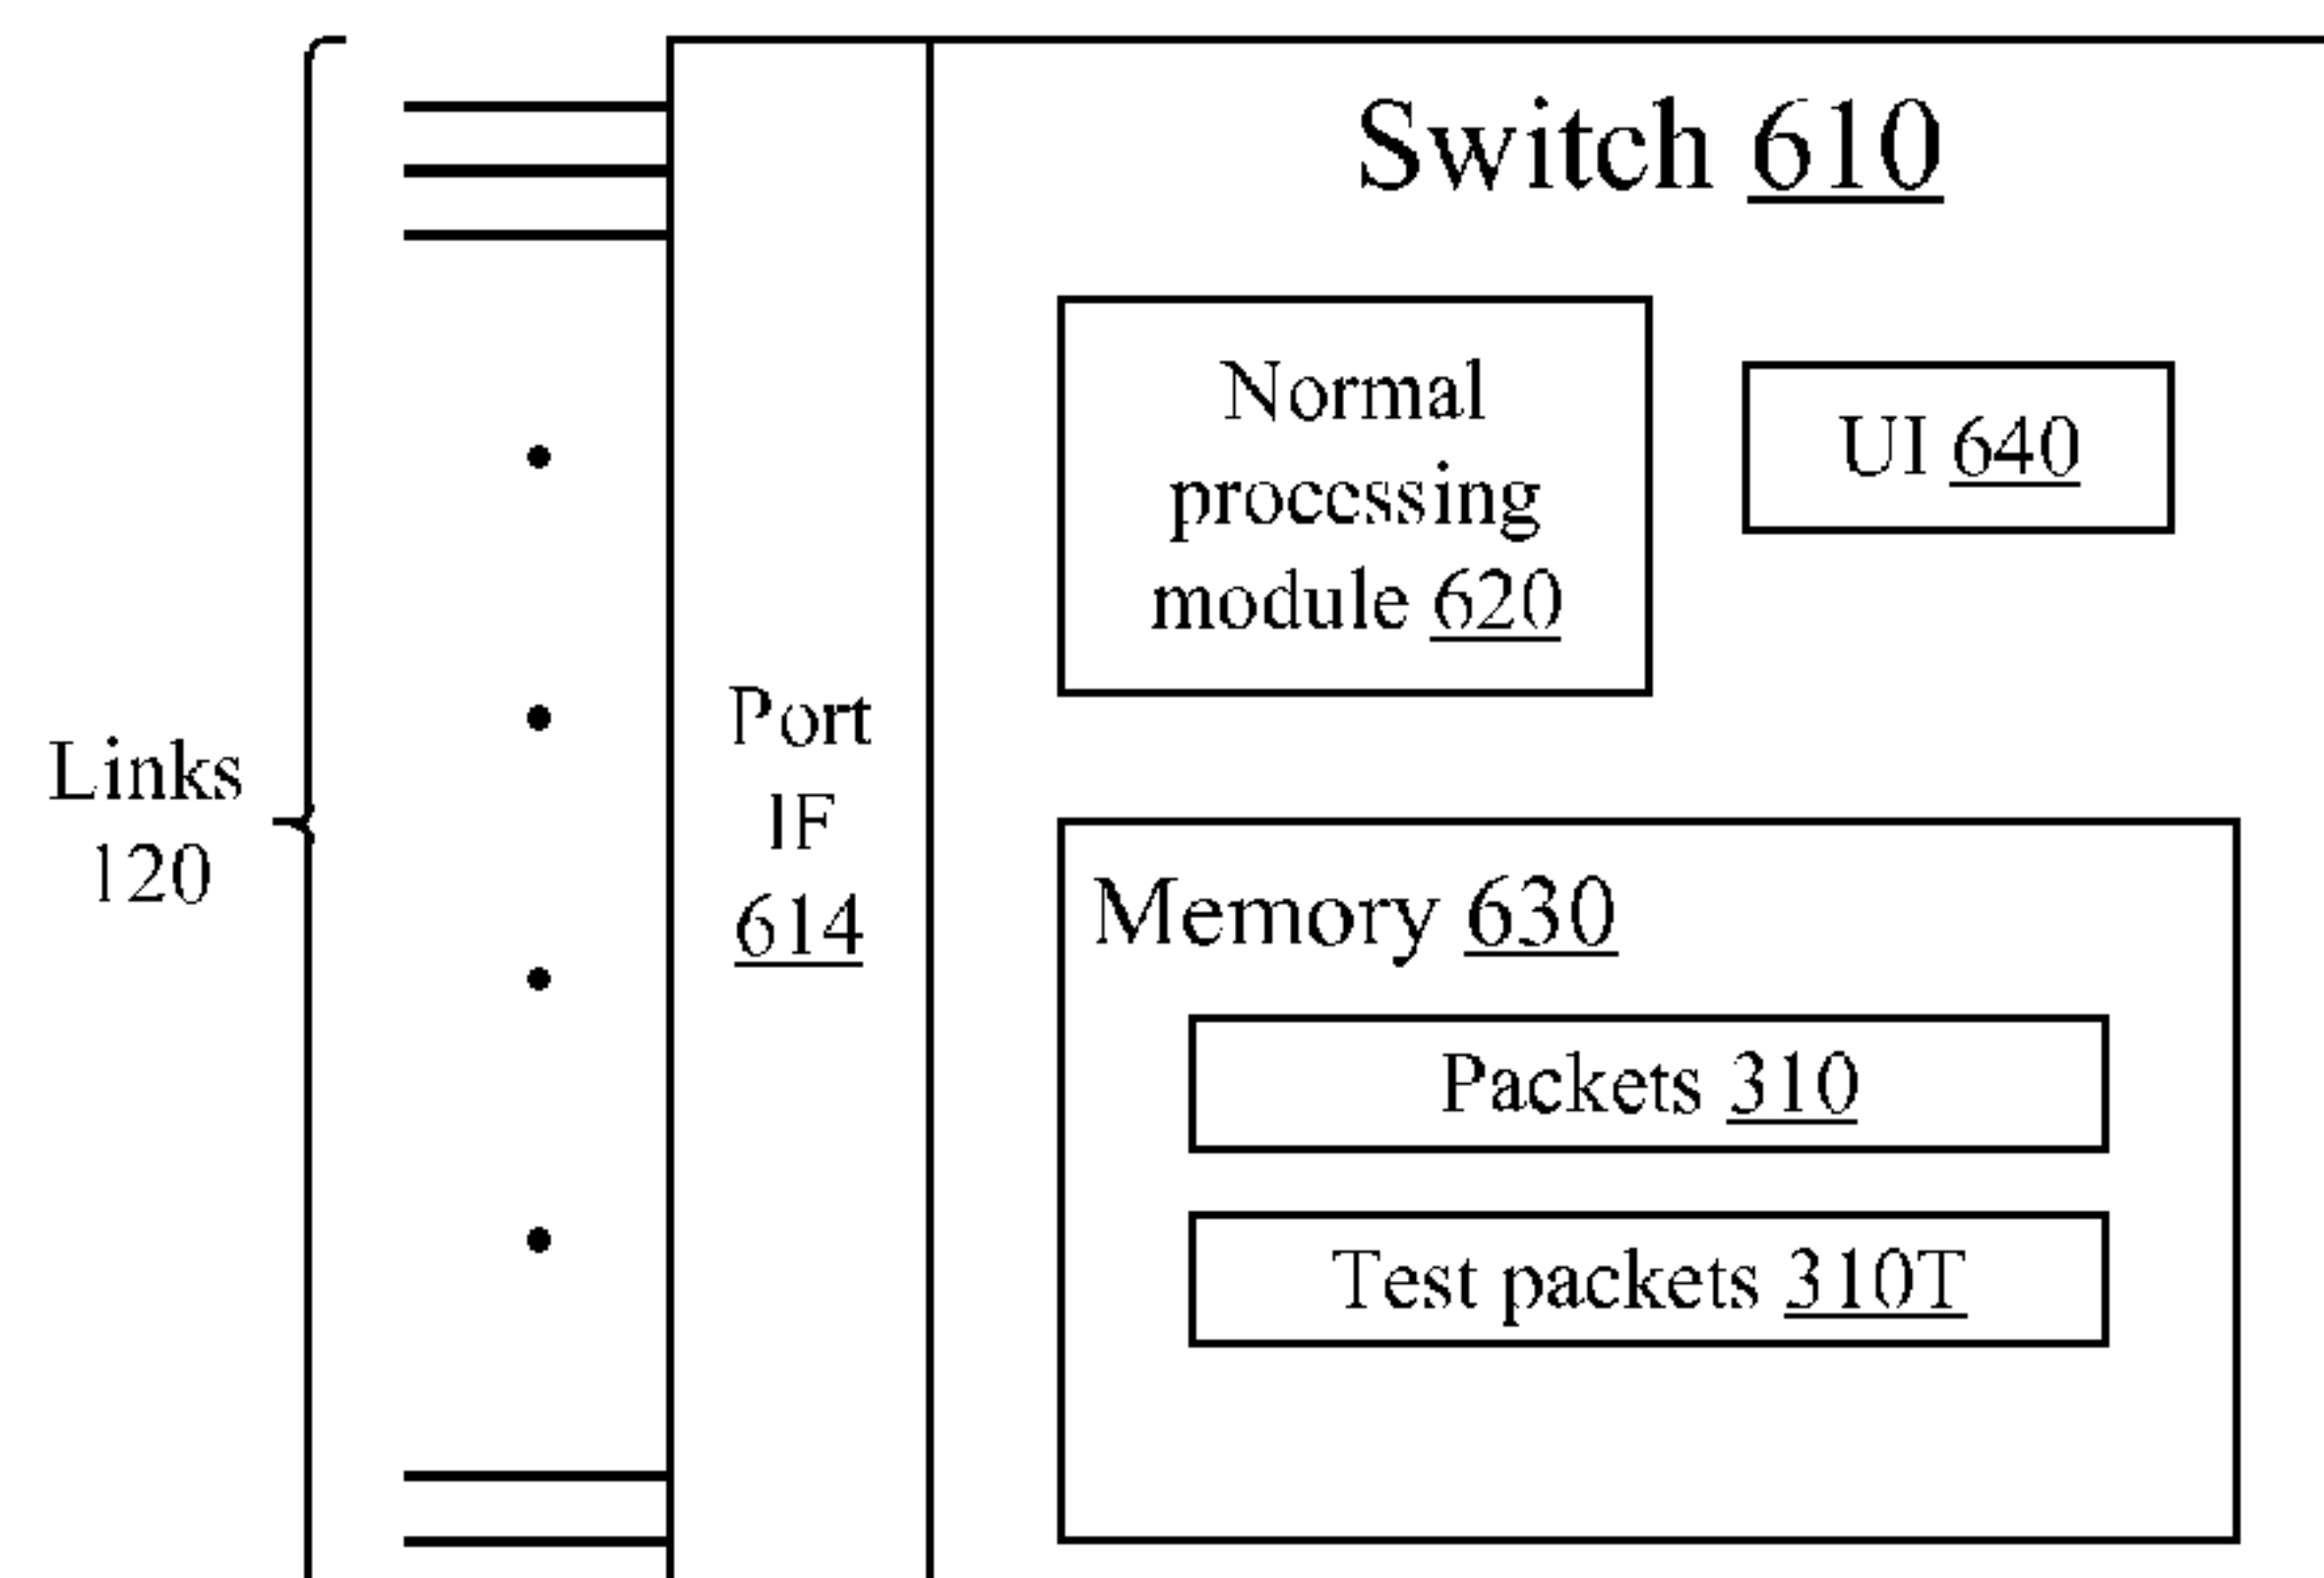 Switch 610
Normal
processing
module 620
UI 640
Links
120
Port
IF
614
Memory 630
Packets 310
Test packets 310T